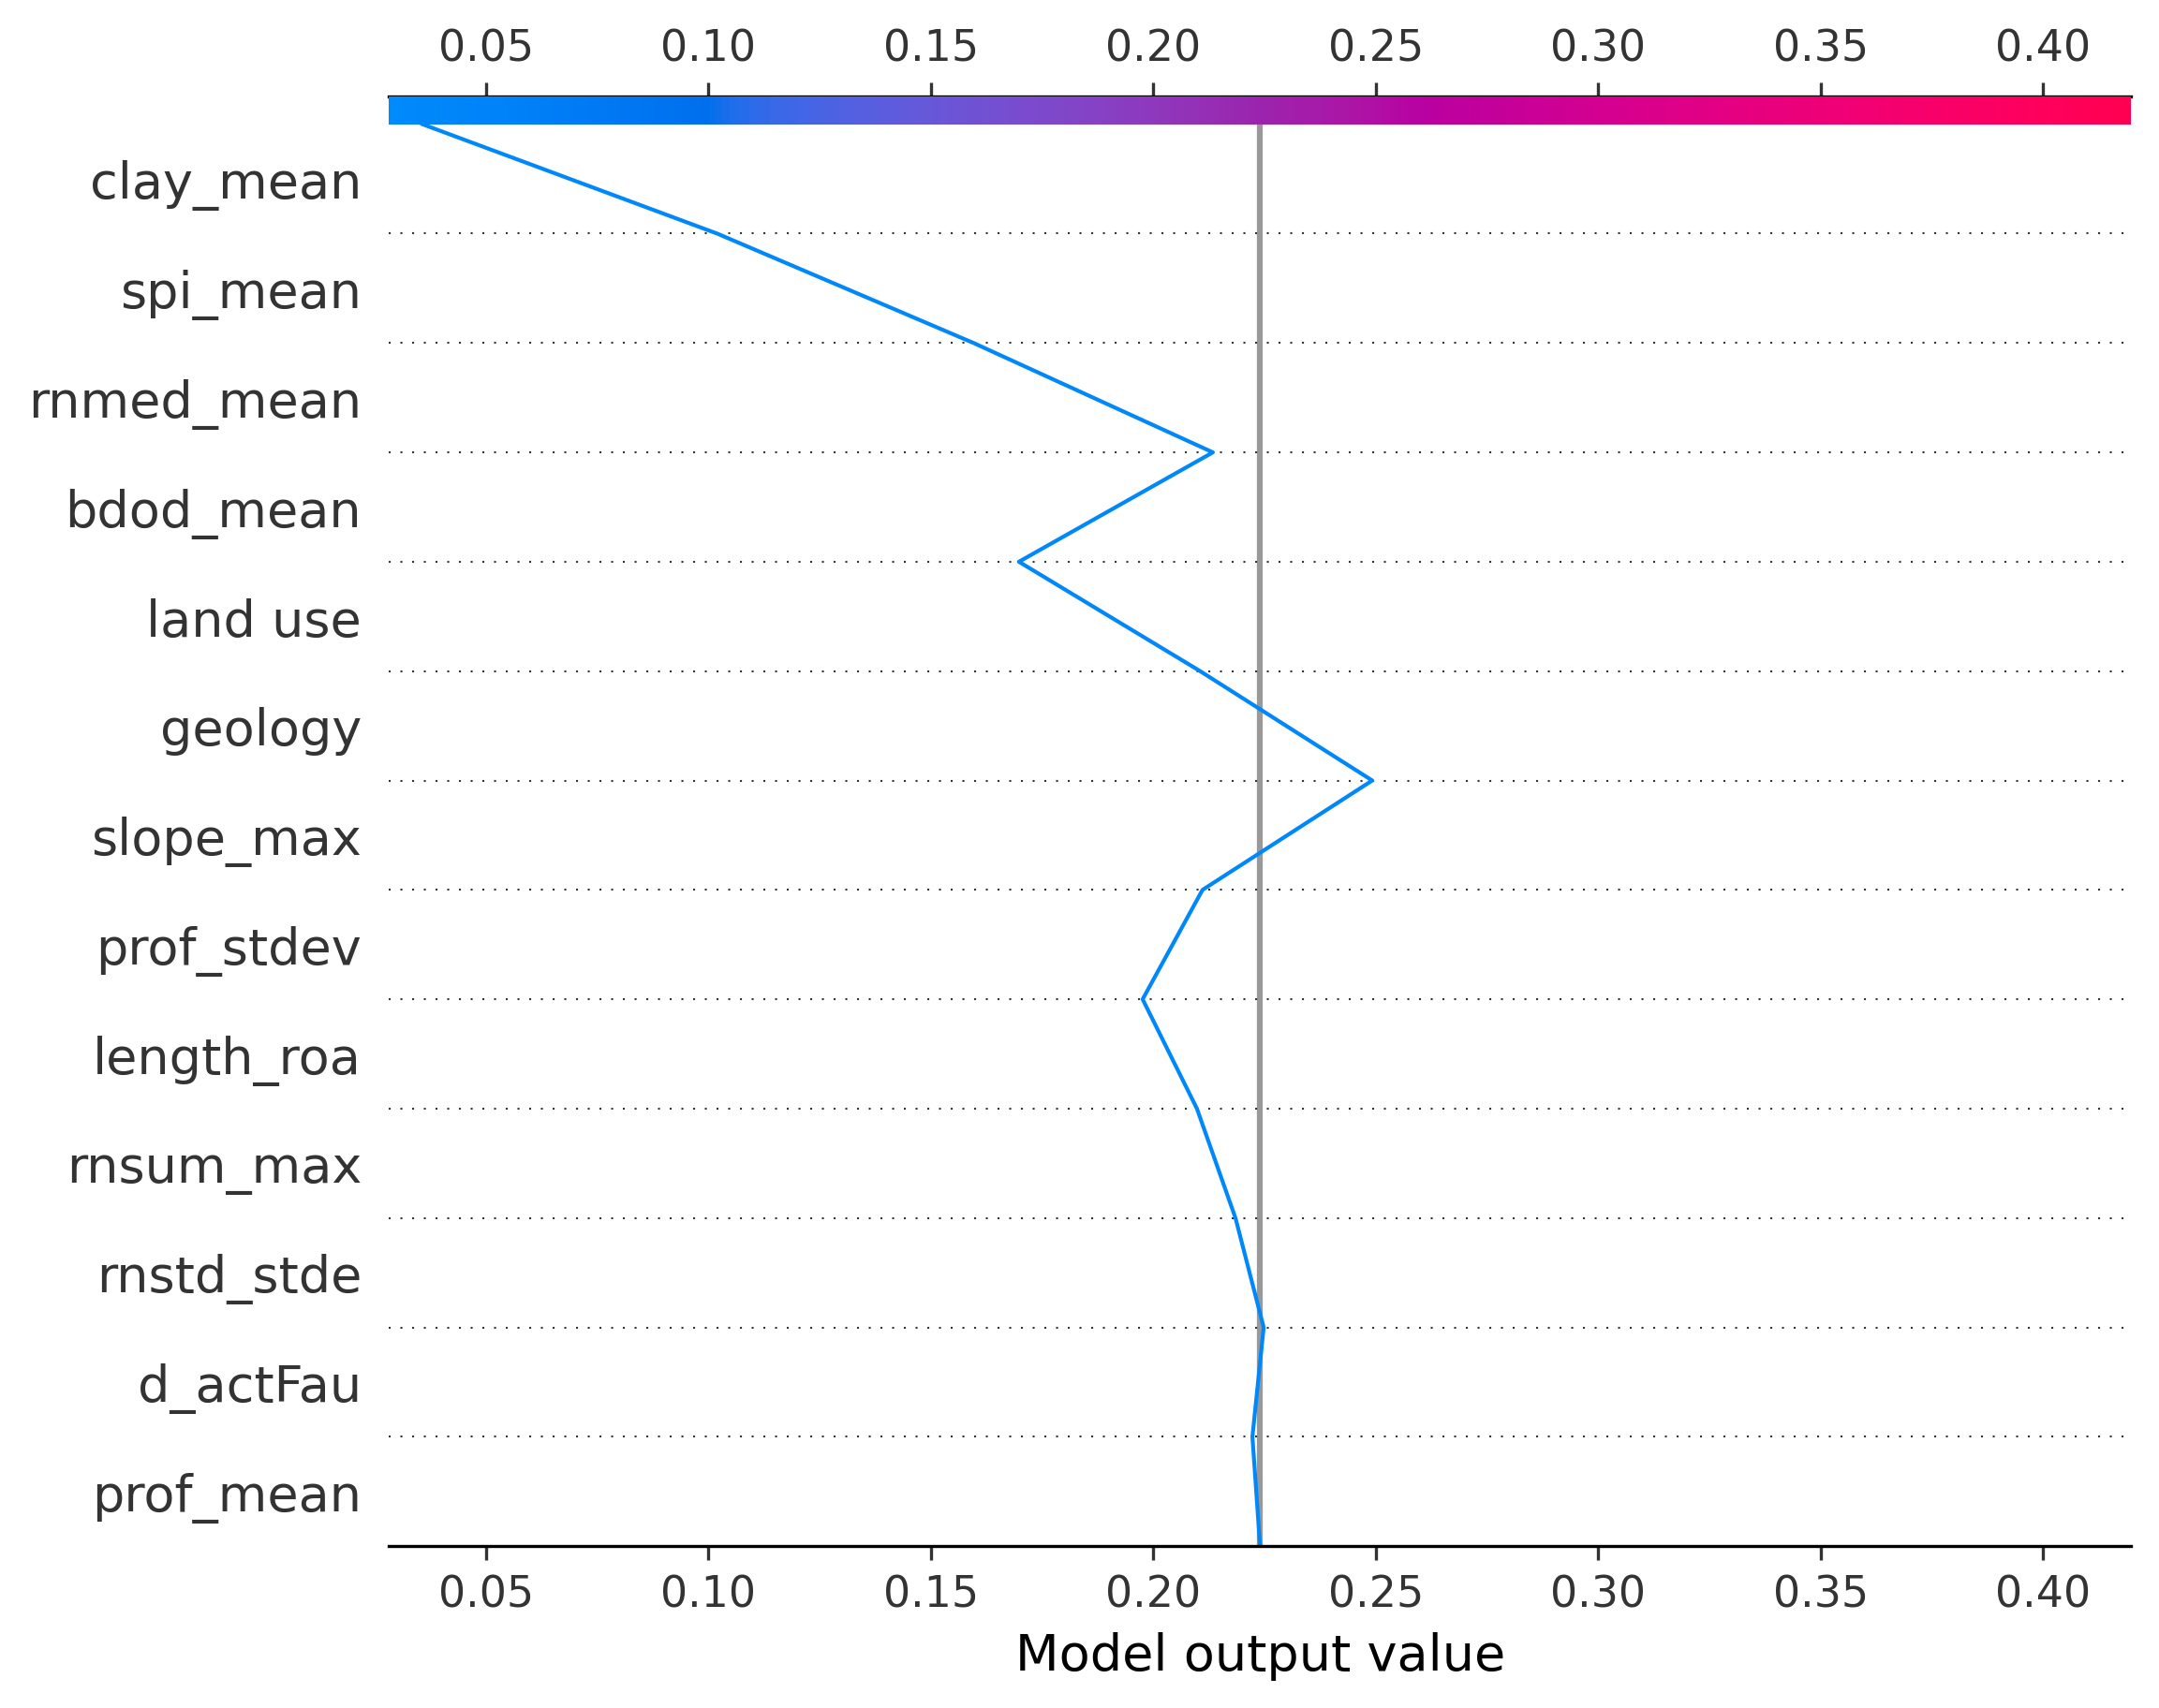 0.05 0.10 0.15 0.20 0.25 0.30 0.35 0.40
clay_mean
spi_mean
rnmed_mean
bdod_mean
land use
geology
slope_max
prof_stdev
length_roa
rnsum_max
rnstd_stde
d_actFau
prof_mean
0.05 0.10 0.15 0.20 0.25 0.30 0.35 0.40
Model output value